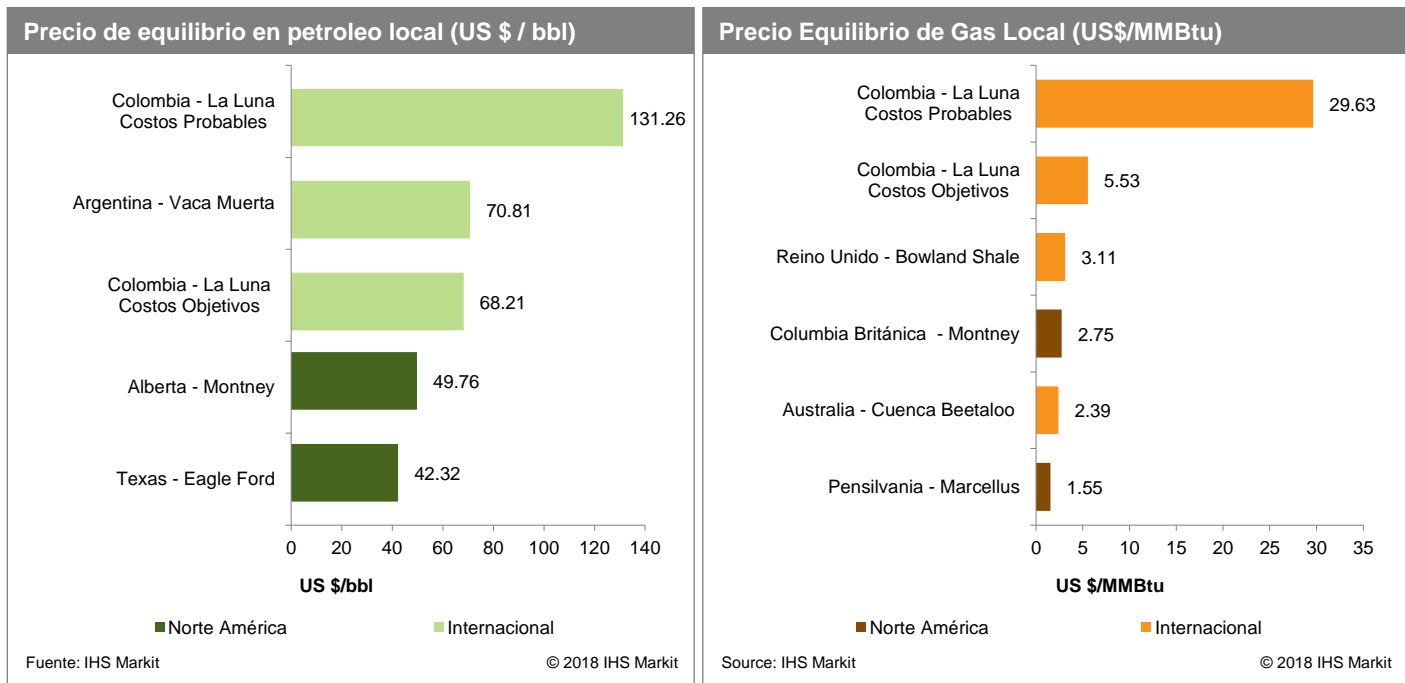 Precio de equilibrio en petroleo local (US $ / bbl)
Colombia - La Luna
Costos Probables
131.26
Argentina - Vaca Muerta
70.81
Colombia - La Luna
Costos Objetivos
68.21
Alberta - Montney
49.76
Texas - Eagle Ford
42.32
0 20 40 60 80 100 120 140
US $/bbl
Norte América Internacional
Fuente: IHS Markit © 2018 IHS Markit
Precio Equilibrio de Gas Local (US$/MMBtu)
Colombia - La Luna
Costos Probables
29.63
Colombia - La Luna
Costos Objetivos
5.53
Reino Unido - Bowland Shale
3.11
Columbia Británica  - Montney
2.75
Australia - Cuenca Beetaloo
2.39
Pensilvania - Marcellus
1.55
0 5 10 15 20 25 30 35
US $/MMBtu
Norte América Internacional
Source: IHS Markit © 2018 IHS Markit